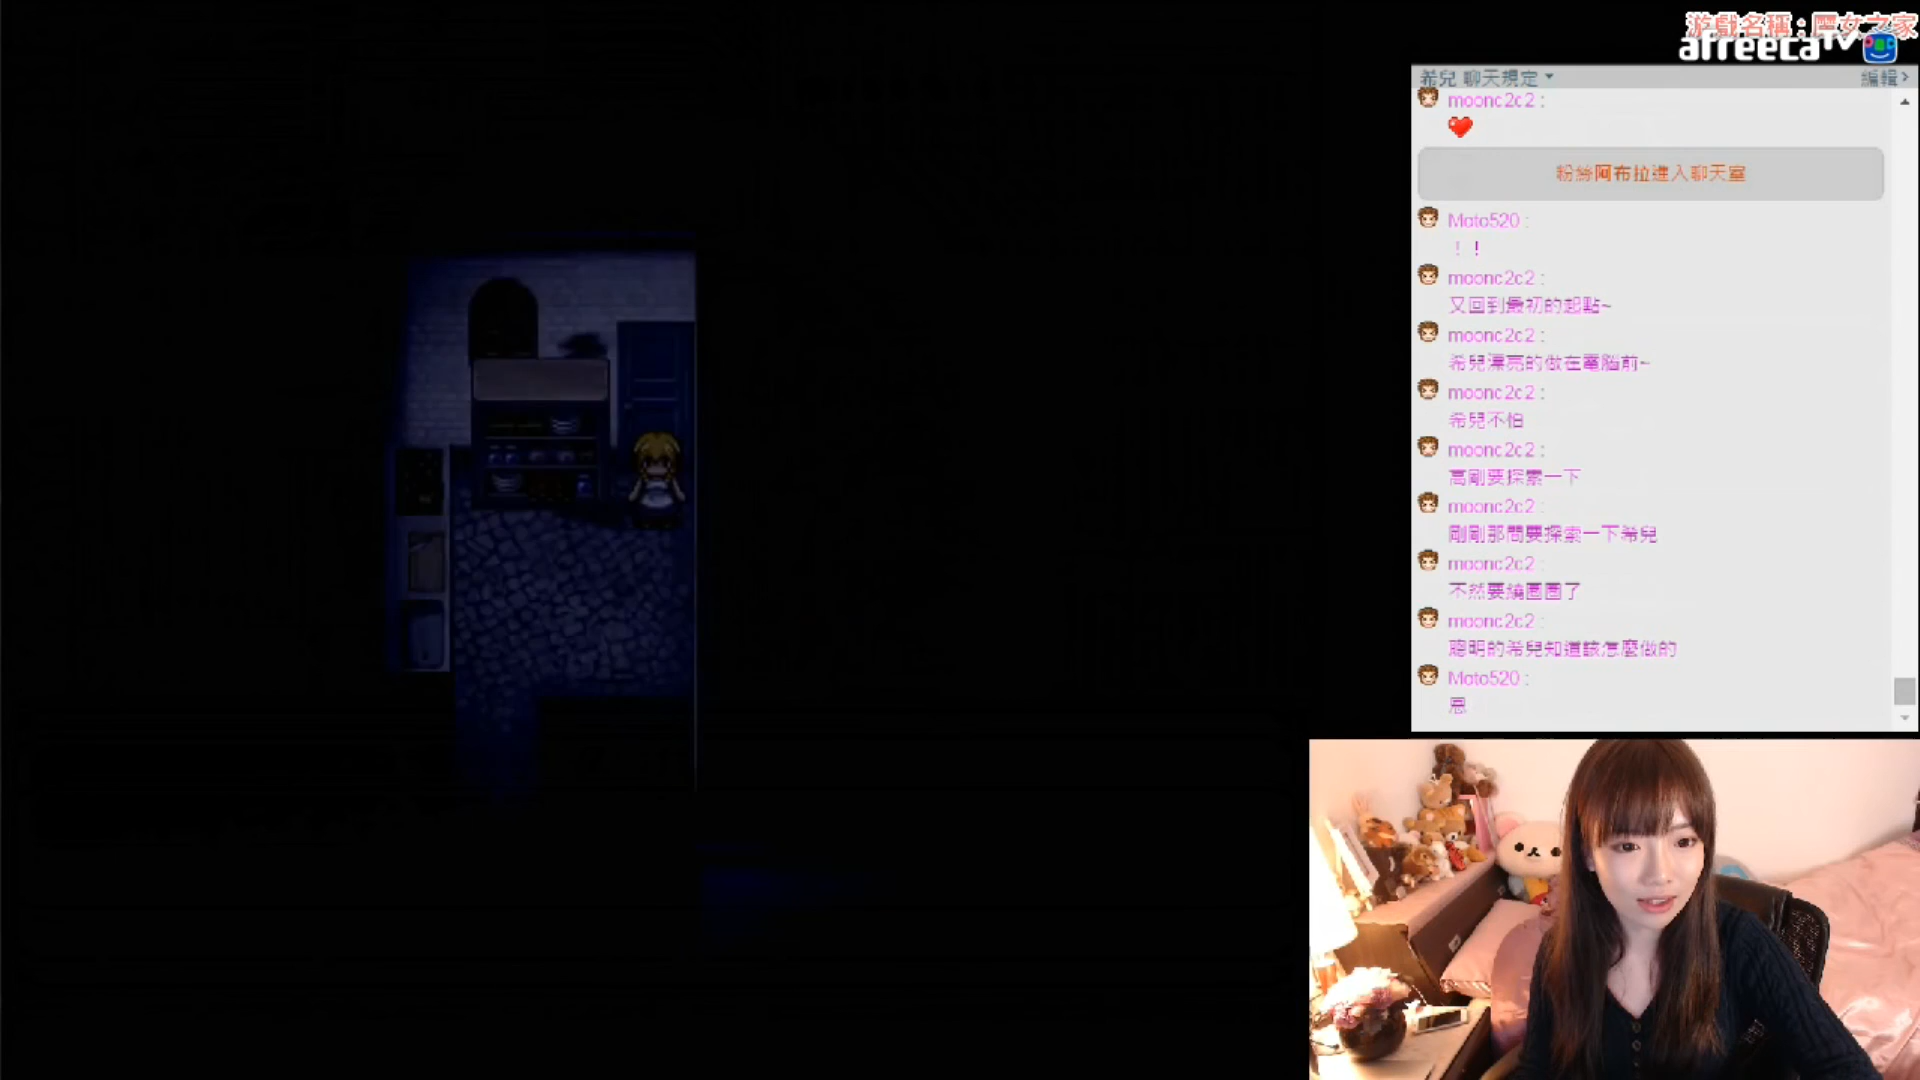 游戲名稱：魔女之家
afreecaTV
希兒 聊天規定
編輯>
moonc2c2 :
粉絲阿布拉進入聊天室
Moto520 :
！！
moonc2c2 :
又回到最初的起點~
moonc2c2 :
希兒漂亮的做在電腦前~
moonc2c2 :
希兒不怕
moonc2c2 :
高剛要探索一下
moonc2c2 :
剛剛那間要探索一下希兒
moonc2c2 :
不然要繞圈圈了
moonc2c2 :
聰明的希兒知道該怎麼做的
Moto520 :
恩